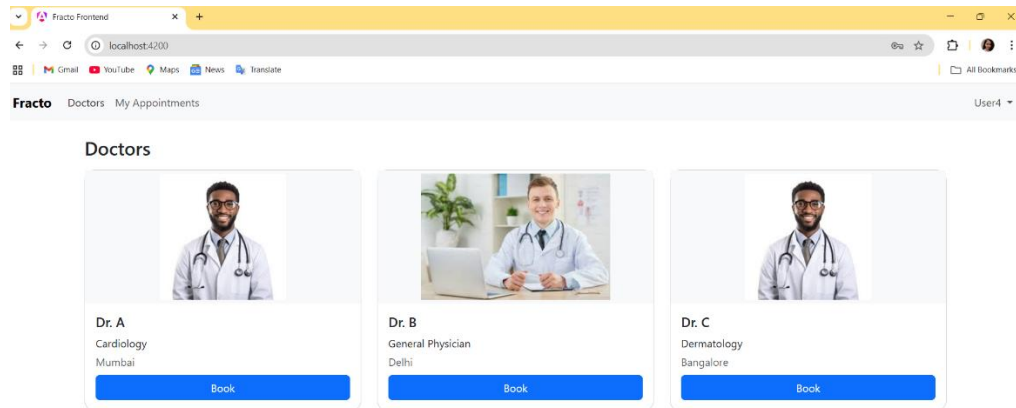 Fracto Frontend
localhost:4200
Gmail YouTube Maps News Translate All Bookmarks
Fracto Doctors My Appointments User4
Doctors
Dr. A
Cardiology
Mumbai
Book
Dr. B
General Physician
Delhi
Book
Dr. C
Dermatology
Bangalore
Book